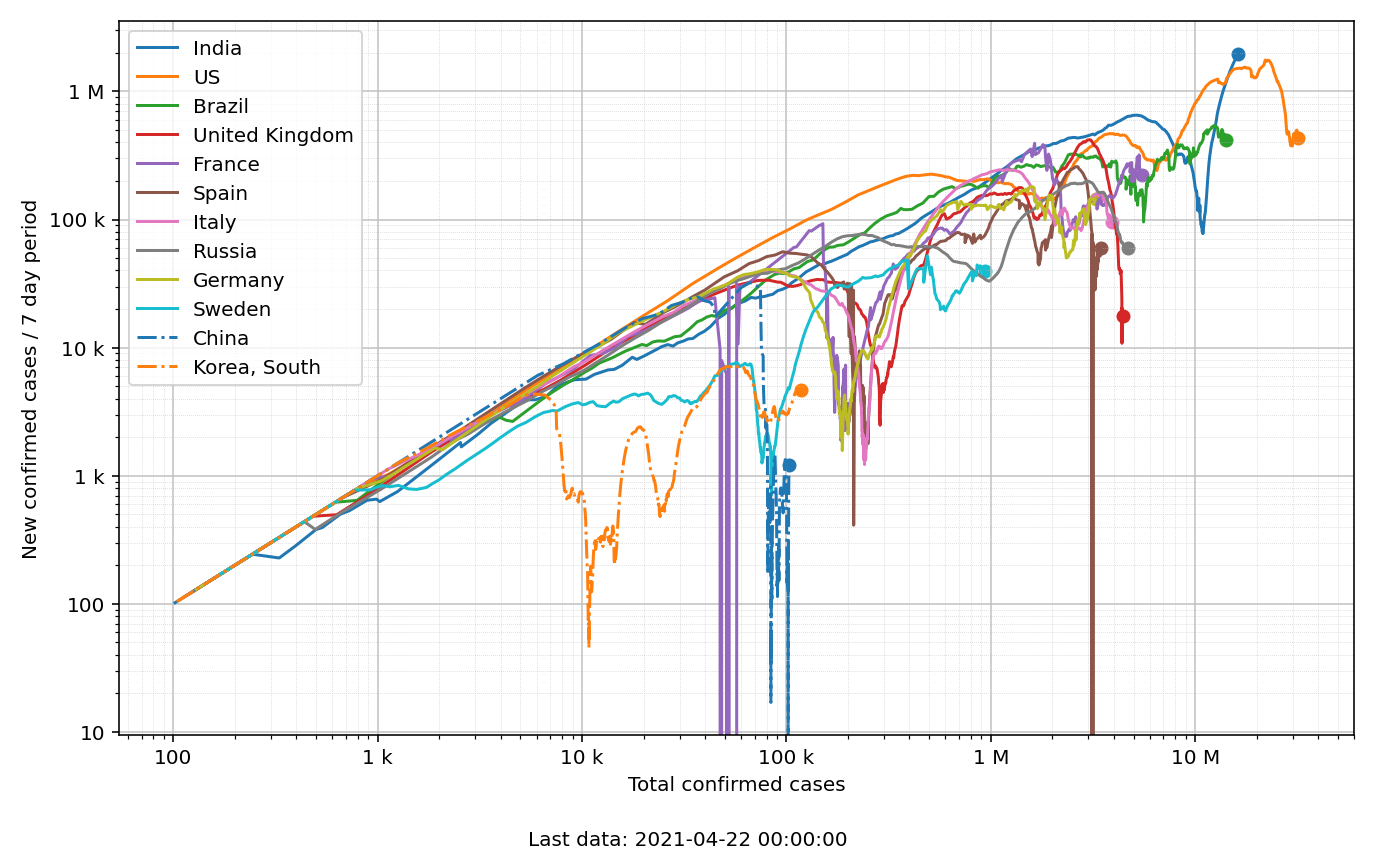 India
US
Brazil
United Kingdom
France
Spain
Italy
Russia
Germany
Sweden
China
Korea, South
1 M
100 k
10 k
1 k
100
10
New confirmed cases / 7 day period
100
1 k
10 k
100 k
1 M
10 M
Total confirmed cases
Last data: 2021-04-22 00:00:00